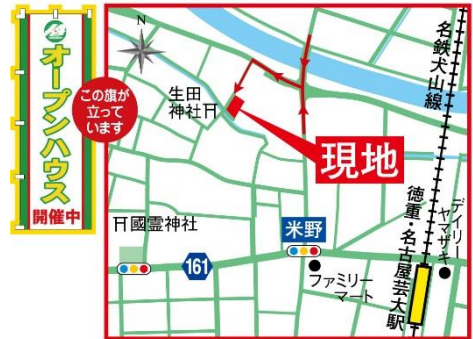 オープンハウス
開催中
この旗が
立って
います
N
生田
神社
現地
名鉄犬山線
國霊神社
米野
161
ファミリー
マート
徳重・名古屋芸大駅
デイリー
ヤマザキ